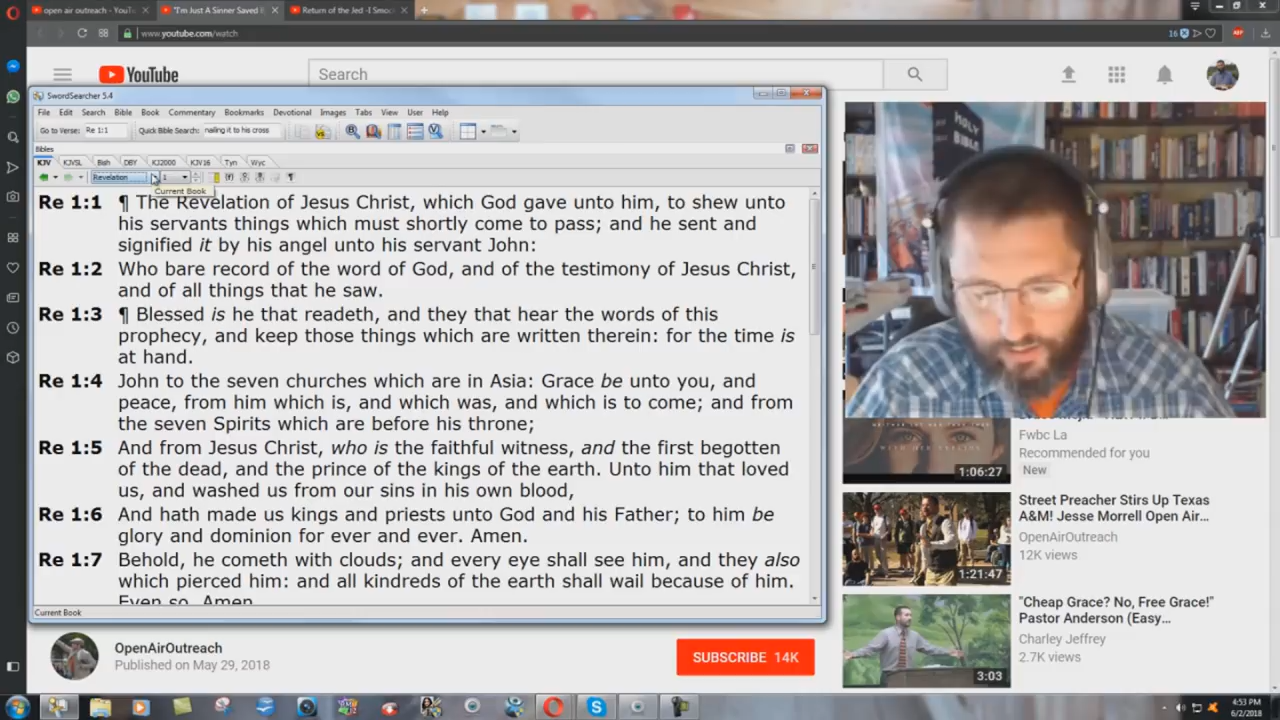 open air outreach - YouTu
"I'm Just A Sinner Saved
Return of the Jed -I Smoc
www.youtube.com/watch
16
YouTube
Search
SwordSearcher 5.4
File Edit Search Bible Book Commentary Bookmarks Devotional Images Tabs View User Help
Go to Verse: Re 1:1 Quick Bible Search: nailing it to his cross
Bibles
KJV KJVSL Bish DBY KJ2000 KJV16 Tyn Wyc
Revelation 1
Current Book
Re 1:1 ¶ The Revelation of Jesus Christ, which God gave unto him, to shew unto
his servants things which must shortly come to pass; and he sent and
signified it by his angel unto his servant John:
Re 1:2 Who bare record of the word of God, and of the testimony of Jesus Christ,
and of all things that he saw.
Re 1:3 ¶ Blessed is he that readeth, and they that hear the words of this
prophecy, and keep those things which are written therein: for the time is
at hand.
Re 1:4 John to the seven churches which are in Asia: Grace be unto you, and
peace, from him which is, and which was, and which is to come; and from
the seven Spirits which are before his throne;
Re 1:5 And from Jesus Christ, who is the faithful witness, and the first begotten
of the dead, and the prince of the kings of the earth. Unto him that loved
us, and washed us from our sins in his own blood,
Re 1:6 And hath made us kings and priests unto God and his Father; to him be
glory and dominion for ever and ever. Amen.
Re 1:7 Behold, he cometh with clouds; and every eye shall see him, and they also
which pierced him: and all kindreds of the earth shall wail because of him.
Even so, Amen.
Current Book
OpenAirOutreach
Published on May 29, 2018
SUBSCRIBE 14K
HOLY
BIBLE
Fwbc La
Recommended for you
New
1:06:27
Street Preacher Stirs Up Texas
A&M! Jesse Morrell Open Air...
OpenAirOutreach
12K views
1:21:47
"Cheap Grace? No, Free Grace!"
Pastor Anderson (Easy...
Charley Jeffrey
2.7K views
3:03
4:53 PM
6/2/2018